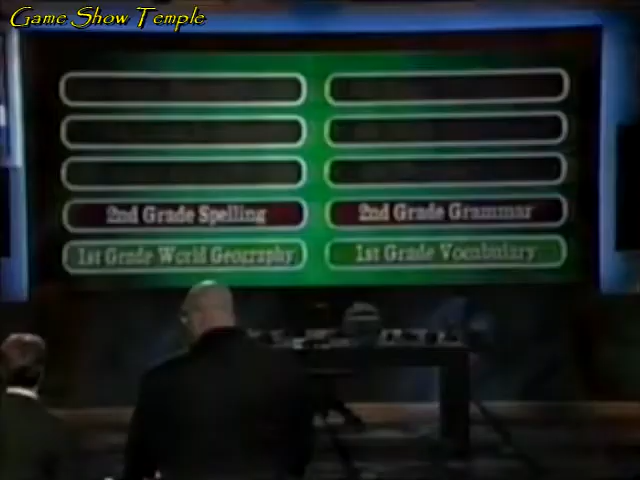 Game Show Temple
2nd Grade Spelling
2nd Grade Grammar
1st Grade World Geography
1st Grade Vocabulary